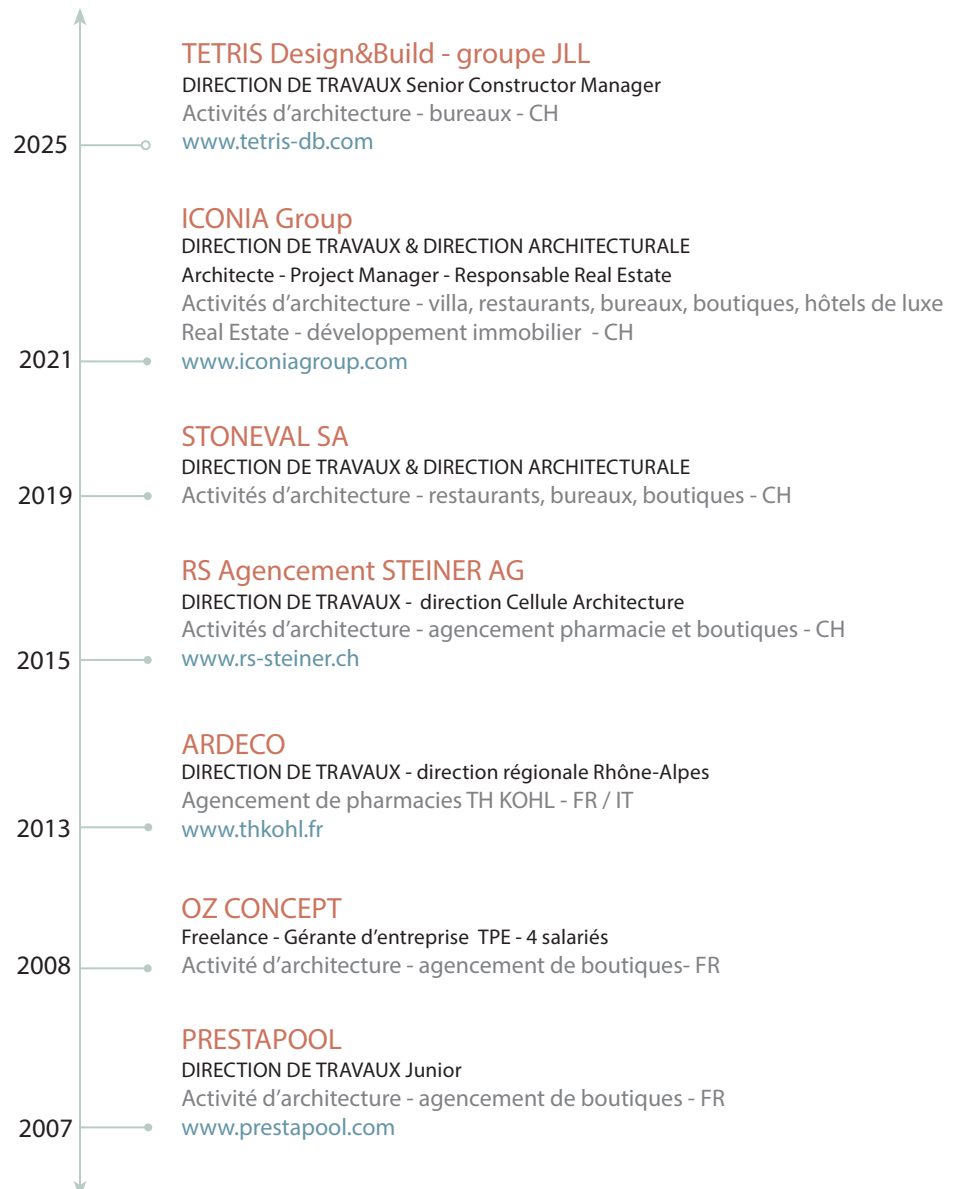 TETRIS Design&Build - groupe JLL
DIRECTION DE TRAVAUX Senior Constructor Manager
Activités d’architecture - bureaux - CH
2025
www.tetris-db.com
ICONIA Group
DIRECTION DE TRAVAUX & DIRECTION ARCHITECTURALE
Architecte - Project Manager - Responsable Real Estate
Activités d’architecture - villa, restaurants, bureaux, boutiques, hôtels de luxe
Real Estate - développement immobilier - CH
2021
www.iconiagroup.com
STONEVAL SA
DIRECTION DE TRAVAUX & DIRECTION ARCHITECTURALE
2019
Activités d’architecture - restaurants, bureaux, boutiques - CH
RS Agencement STEINER AG
DIRECTION DE TRAVAUX - direction Cellule Architecture
Activités d’architecture - agencement pharmacie et boutiques - CH
2015
www.rs-steiner.ch
ARDECO
DIRECTION DE TRAVAUX - direction régionale Rhône-Alpes
Agencement de pharmacies TH KOHL - FR / IT
2013
www.thkohl.fr
OZ CONCEPT
Freelance - Gérante d’entreprise TPE - 4 salariés
2008
Activité d’architecture - agencement de boutiques- FR
PRESTAPOOL
DIRECTION DE TRAVAUX Junior
Activité d’architecture - agencement de boutiques - FR
2007
www.prestapool.com